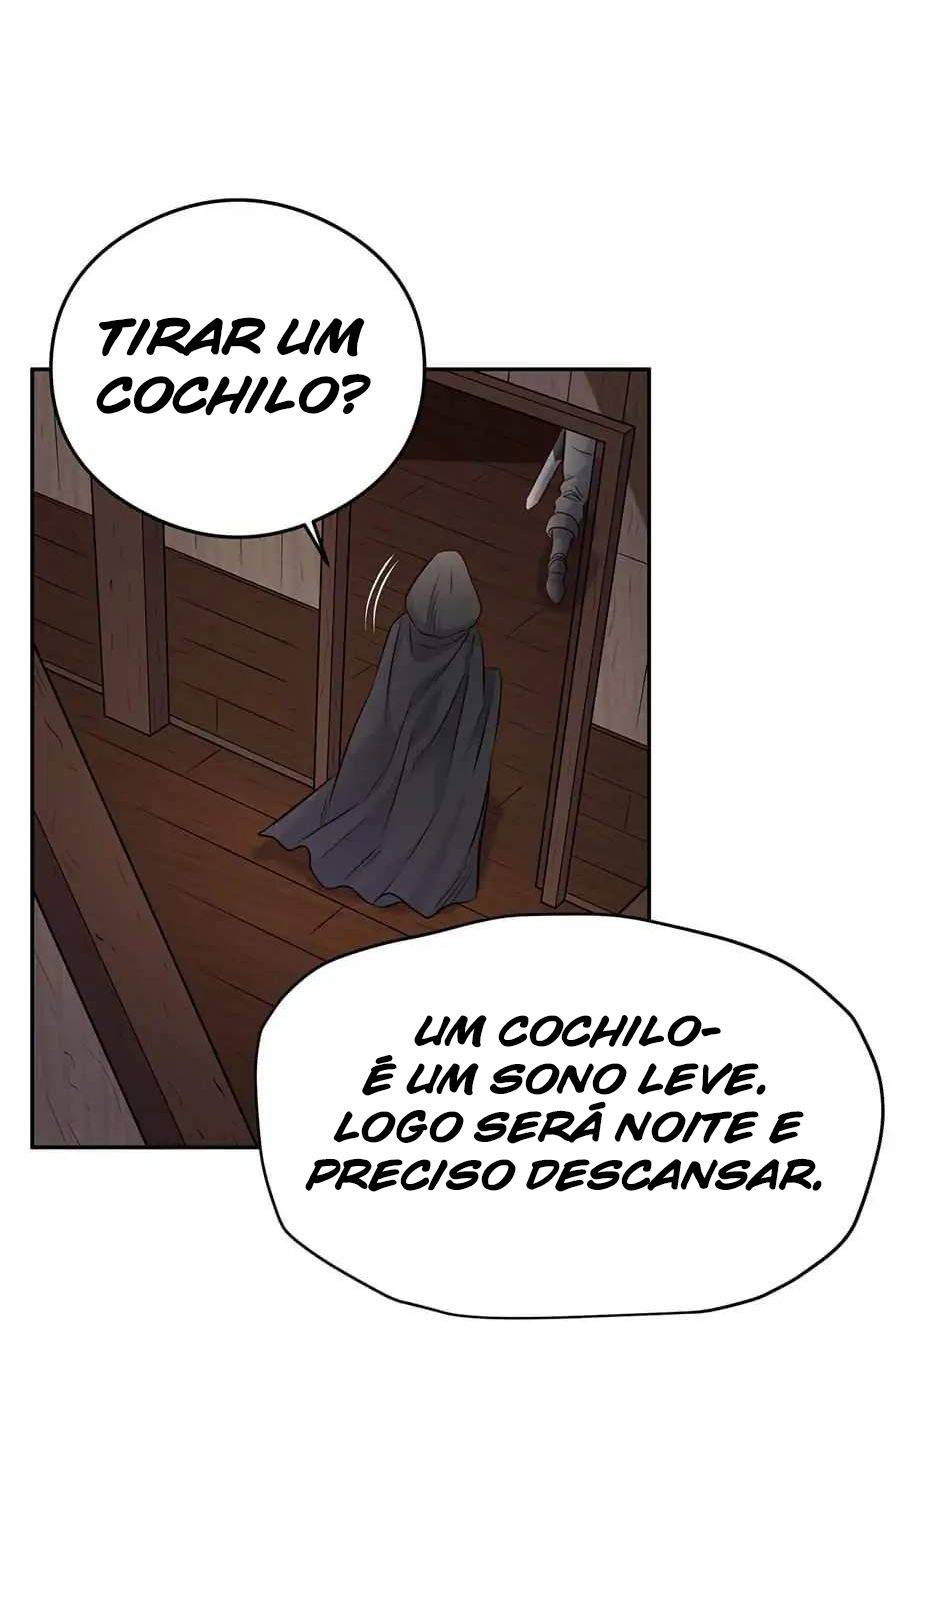 TIRAR UM
COCHILO?
UM COCHILO-
É UM SONO LEVE.
LOGO SERÁ NOITE E
PRECISO DESCANSAR.